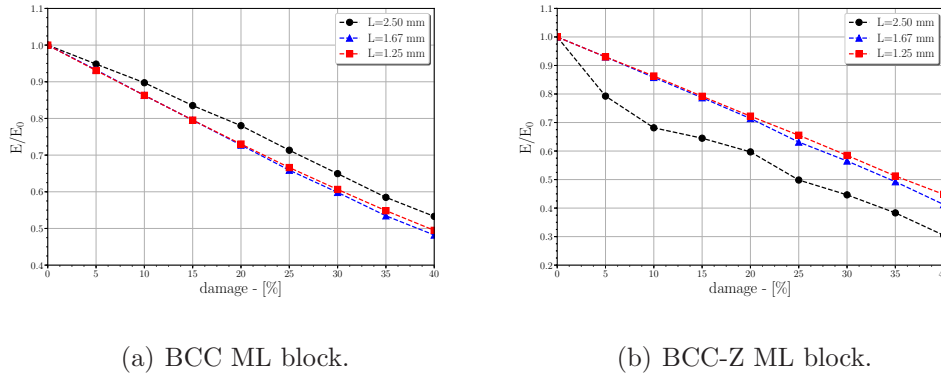 1.1
1.0
0.9
0.8
0.7
0.6
0.5
0.4
E/E0
0 5 10 15 20 25 30 35 40
damage - [%]
L=2.50 mm
L=1.67 mm
L=1.25 mm
(a) BCC ML block.
1.1
1.0
0.9
0.8
0.7
0.6
0.5
0.4
0.3
0.2
E/E0
0 5 10 15 20 25 30 35 4
damage - [%]
L=2.50 mm
L=1.67 mm
L=1.25 mm
(b) BCC-Z ML block.